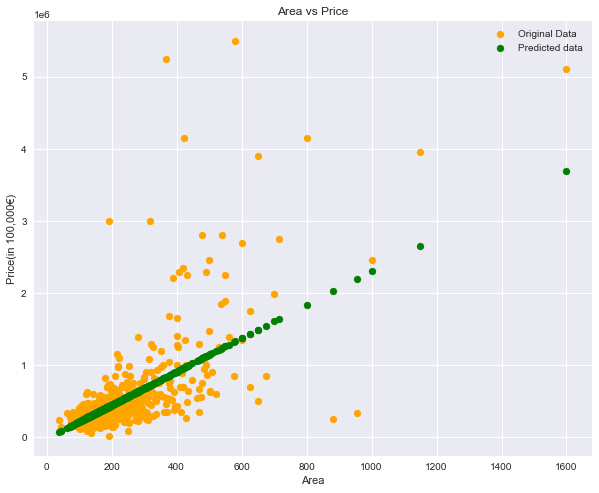 Area vs Price
1e6
Original Data
Predicted data
5
4
3
2
1
0
Price(in 100,000€)
0 200 400 600 800 1000 1200 1400 1600
Area